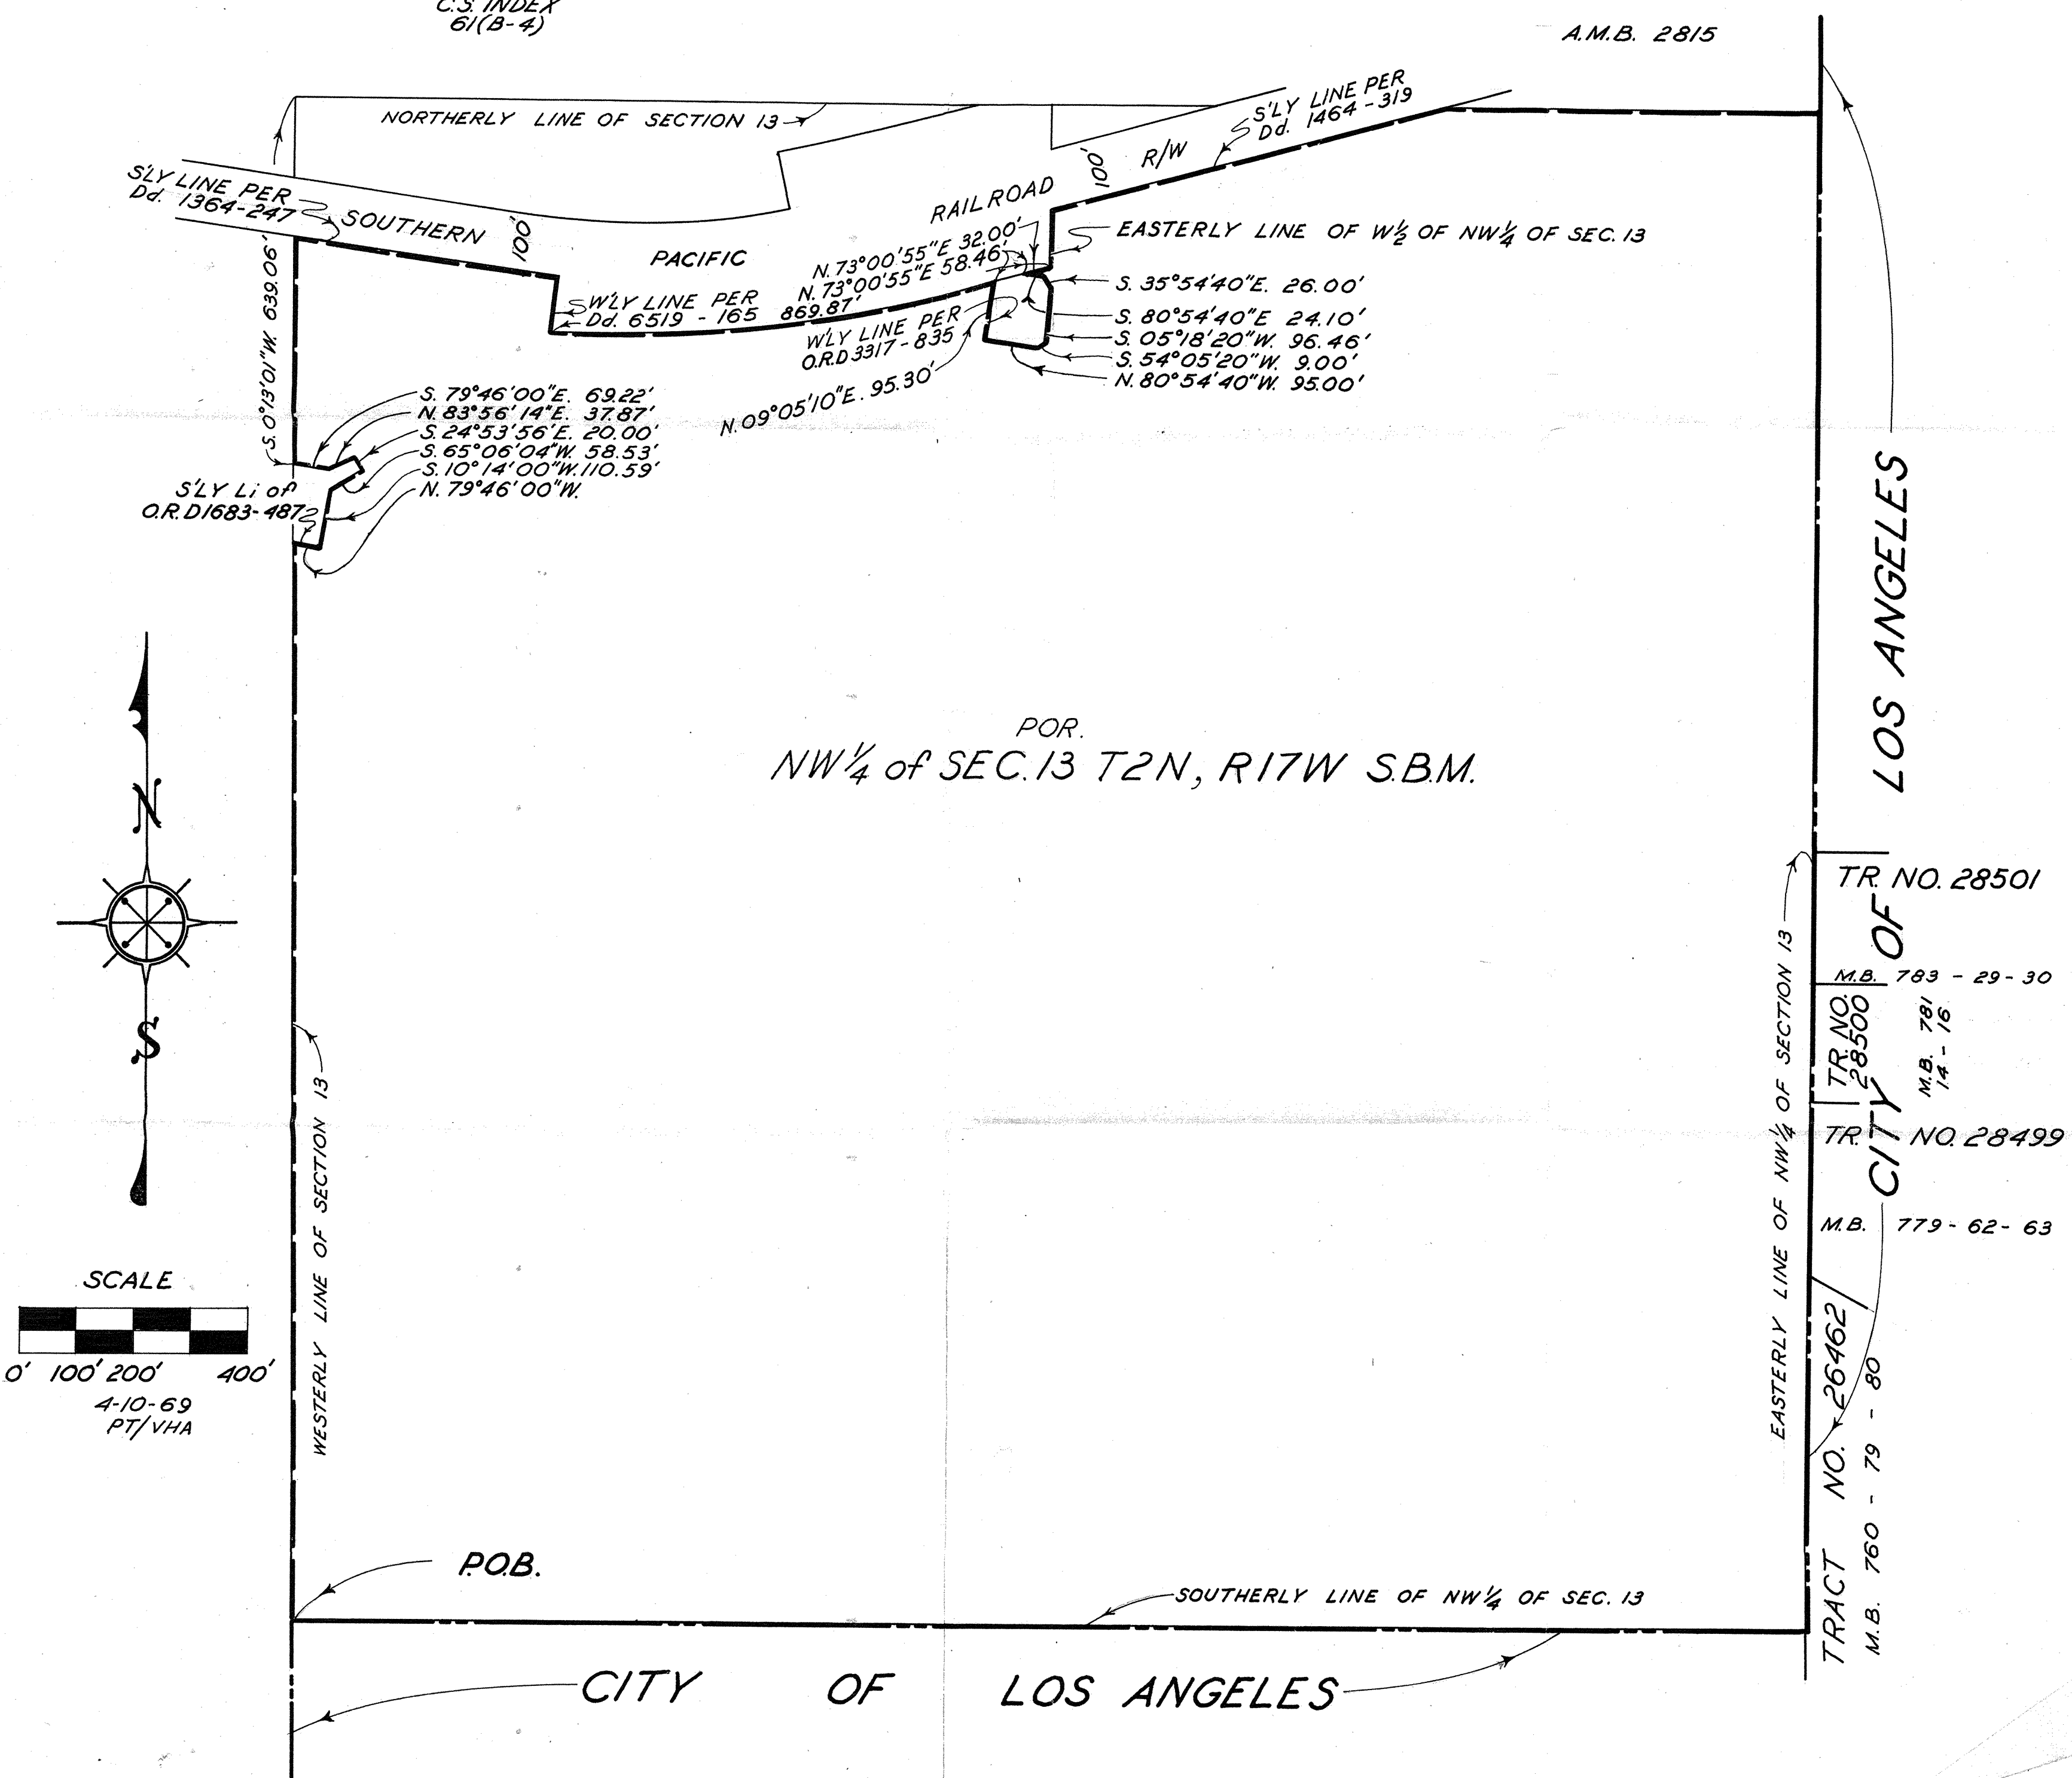 C.S. INDEX
61(B-4)
A.M.B. 2815
NORTHERLY LINE OF SECTION 13
S'LY LINE PER
Dd. 1464-319
S'LY LINE PER
Dd. 1364-247
SOUTHERN
100'
PACIFIC
RAILROAD
100'
R/W
EASTERLY LINE OF W½ OF NW¼ OF SEC. 13
N. 73°00'55"E 32.00'
N. 73°00'55"E 58.46'
W'LY LINE PER
Dd. 6519 - 165
869.87'
W'LY LINE PER
O.R.D3317-835
N. 09°05'10"E. 95.30'
S. 35°54'40"E. 26.00'
S. 80°54'40"E 24.10'
S. 05°18'20"W. 96.46'
S. 54°05'20"W. 9.00'
N. 80°54'40"W. 95.00'
S. 0°13'01"W. 639.06'
S. 79°46'00"E. 69.22'
N. 83°56'14"E. 37.87'
S. 24°53'56"E. 20.00'
S. 65°06'04"W. 58.53'
S. 10°14'00"W. 110.59'
N. 79°46'00"W.
S'LY Li of
O.R.D1683-487
POR.
NW¼ of SEC. 13 T2N, R17W S.B.M.
N
S
SCALE
0' 100' 200' 400'
4-10-69
PT/VHA
WESTERLY LINE OF SECTION 13
EASTERLY LINE OF NW¼ OF SECTION 13
CITY OF LOS ANGELES
TR. NO. 28501
M.B. 783 - 29 - 30
TR. NO.
28500
M.B. 781
14 - 16
TR. NO. 28499
M.B. 779 - 62 - 63
TRACT NO. 26462
M.B. 760 - 79 - 80
P.O.B.
SOUTHERLY LINE OF NW¼ OF SEC. 13
CITY OF LOS ANGELES